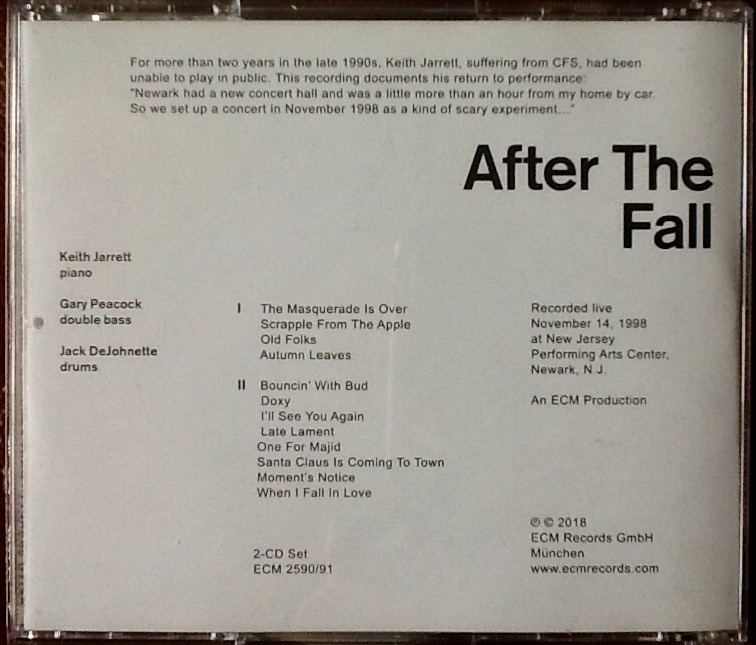 For more than two years in the late 1990s, Keith Jarrett, suffering from CFS, had been
unable to play in public. This recording documents his return to performance:
"Newark had a new concert hall and was a little more than an hour from my home by car.
So we set up a concert in November 1998 as a kind of scary experiment..."
After The
Fall
Keith Jarrett
piano
Gary Peacock
double bass
Jack DeJohnette
drums
I The Masquerade Is Over
Scrapple From The Apple
Old Folks
Autumn Leaves
II Bouncin' With Bud
Doxy
I'll See You Again
Late Lament
One For Majid
Santa Claus Is Coming To Town
Moment's Notice
When I Fall In Love
2-CD Set
ECM 2590/91
Recorded live
November 14, 1998
at New Jersey
Performing Arts Center,
Newark, N.J.
An ECM Production
℗ © 2018
ECM Records GmbH
München
www.ecmrecords.com